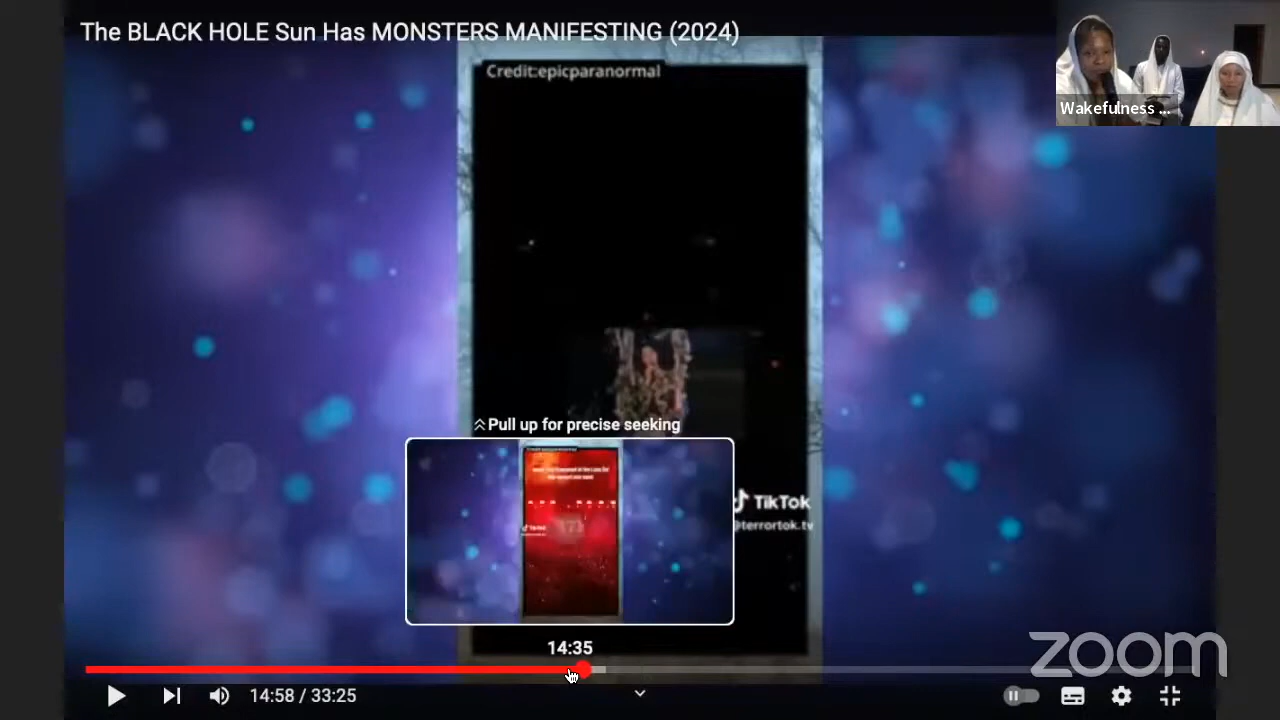 The BLACK HOLE Sun Has MONSTERS MANIFESTING (2024)
Credit:epicparanormal
Wakefulness ...
Pull up for precise seeking
TikTok
@terrortok.tv
14:35
zoom
14:58 / 33:25